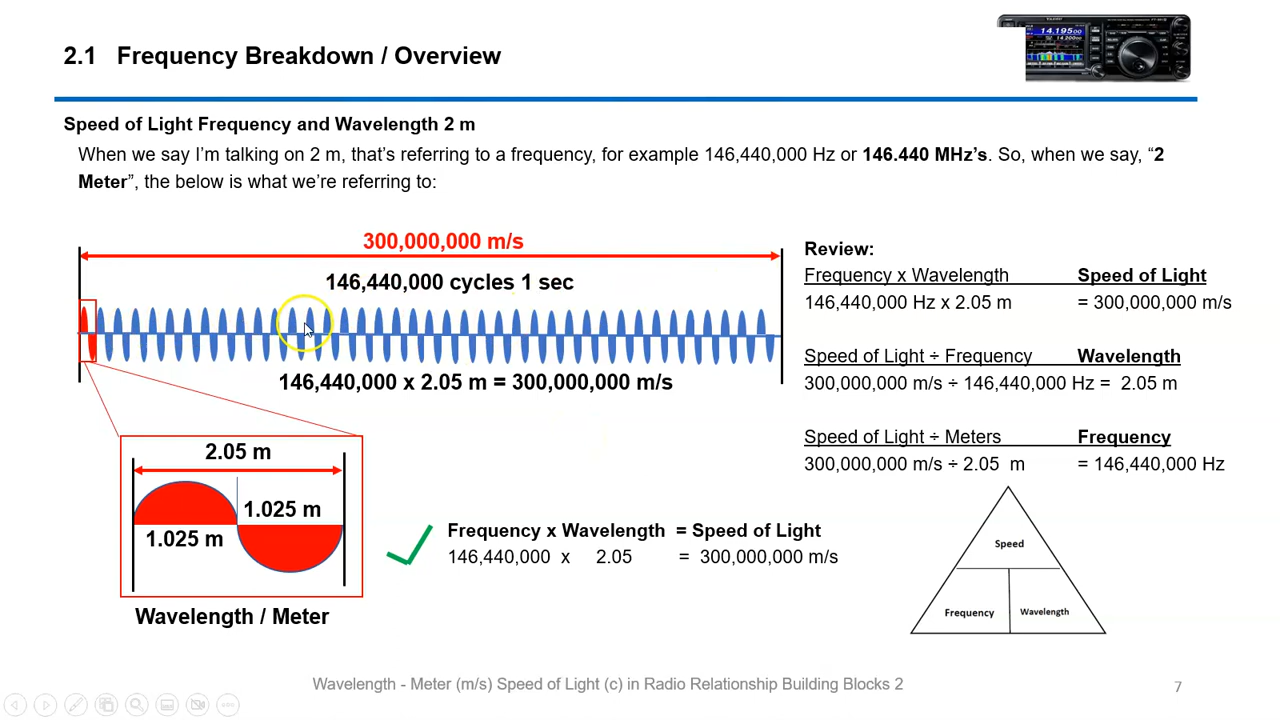 2.1 Frequency Breakdown / Overview
14.19500
14.20000
Speed of Light Frequency and Wavelength 2 m
When we say I'm talking on 2 m, that's referring to a frequency, for example 146,440,000 Hz or 146.440 MHz's. So, when we say, “2
Meter”, the below is what we're referring to:
300,000,000 m/s
146,440,000 cycles 1 sec
146,440,000 x 2.05 m = 300,000,000 m/s
2.05 m
1.025 m
1.025 m
Wavelength / Meter
Frequency x Wavelength = Speed of Light
146,440,000 x 2.05 = 300,000,000 m/s
Review:
Frequency x Wavelength Speed of Light
146,440,000 Hz x 2.05 m = 300,000,000 m/s
Speed of Light ÷ Frequency Wavelength
300,000,000 m/s ÷ 146,440,000 Hz = 2.05 m
Speed of Light ÷ Meters Frequency
300,000,000 m/s ÷ 2.05 m = 146,440,000 Hz
Speed
Frequency Wavelength
Wavelength - Meter (m/s) Speed of Light (c) in Radio Relationship Building Blocks 2
7